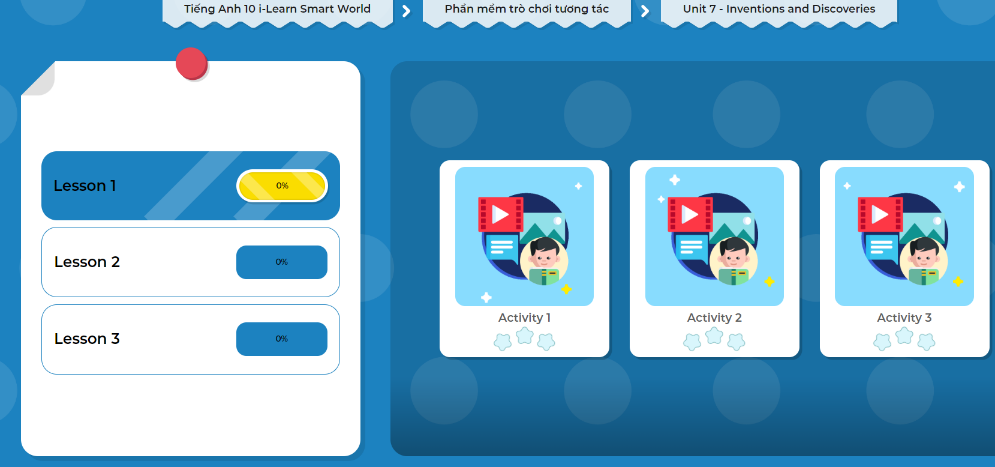 Tiếng Anh 10 i-Learn Smart World
Phần mềm trò chơi tương tác
Unit 7 - Inventions and Discoveries
Lesson 1
0%
Lesson 2
0%
Lesson 3
0%
Activity 1
Activity 2
Activity 3